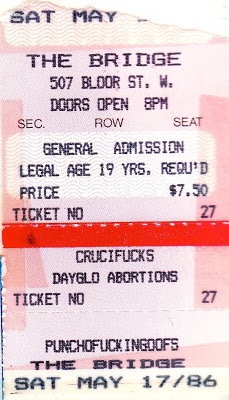 SAT MAY
THE BRIDGE
507 BLOOR ST. W.
DOORS OPEN 8PM
SEC. ROW SEAT
GENERAL ADMISSION
LEGAL AGE 19 YRS. REQU'D
PRICE $7.50
TICKET NO 27
CRUCIFUCKS
DAYGLO ABORTIONS
TICKET NO 27
PUNCHOFUCKINGOOFS
THE BRIDGE
SAT MAY 17/86